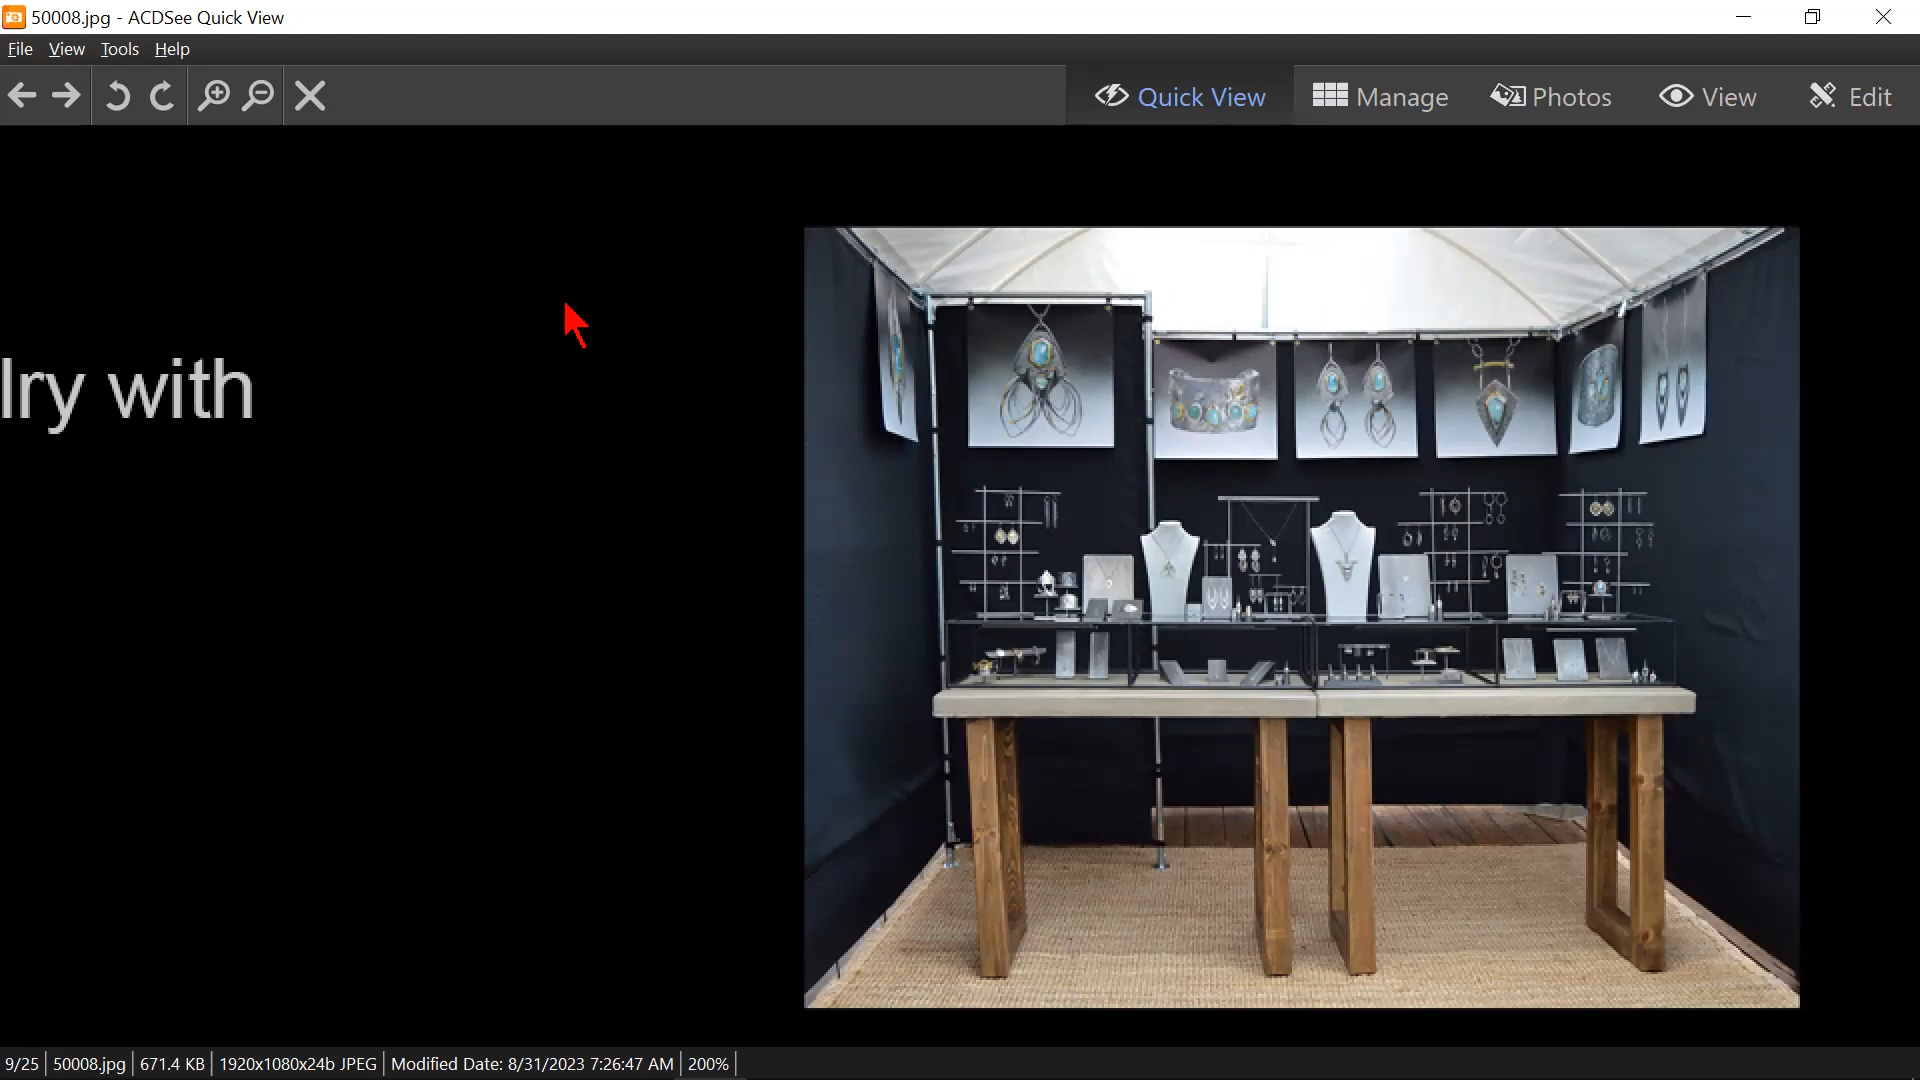 50008.jpg - ACDSee Quick View
File View Tools Help
Quick View Manage Photos View Edit
lry with
9/25 50008.jpg 671.4 KB 1920x1080x24b JPEG Modified Date: 8/31/2023 7:26:47 AM 200%